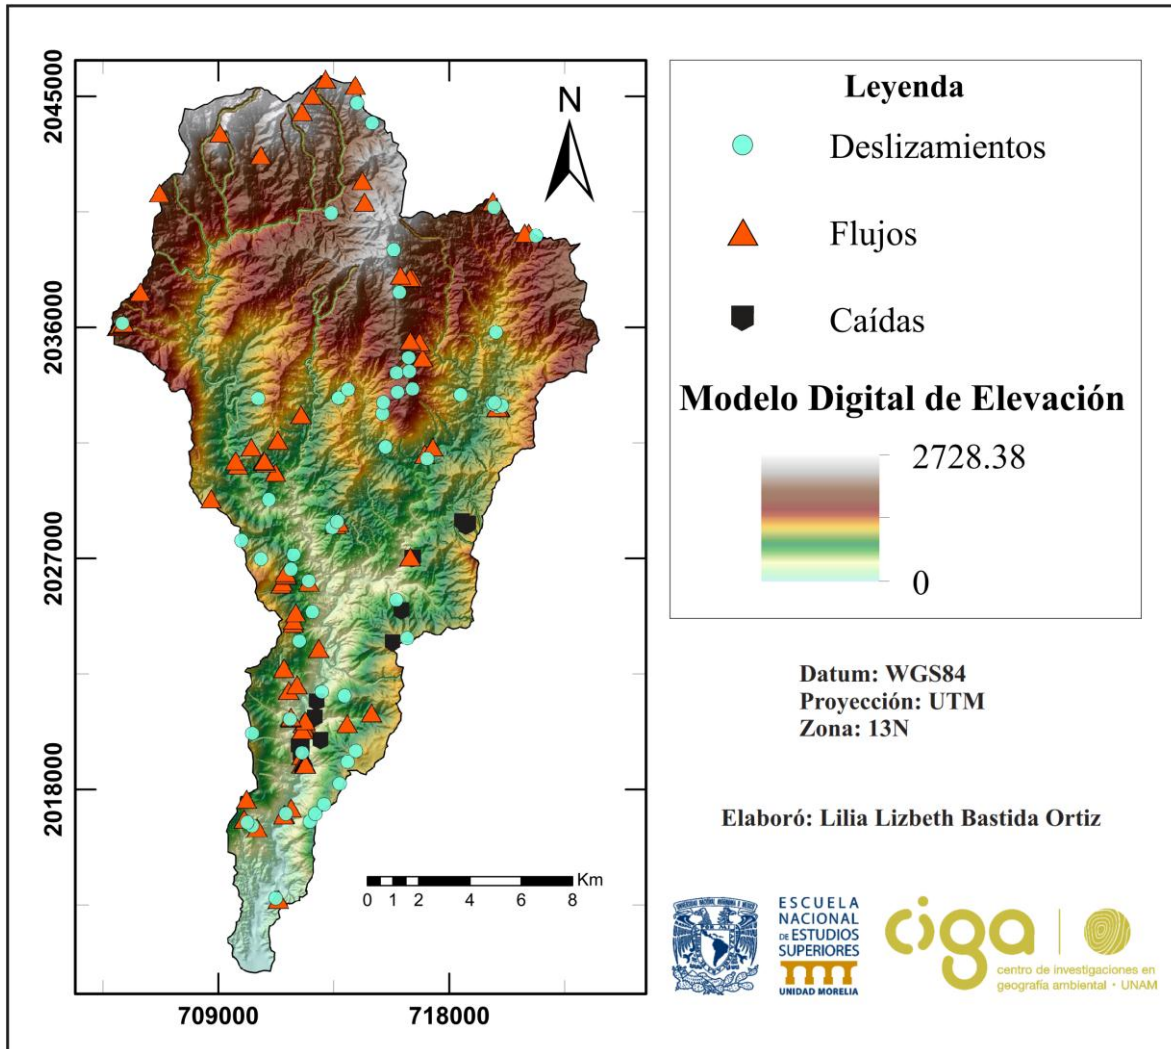 2045000
2036000
2027000
2018000
709000
718000
N
Km
0 1 2 4 6 8
Leyenda
Deslizamientos
Flujos
Caídas
Modelo Digital de Elevación
2728.38
0
Datum: WGS84
Proyección: UTM
Zona: 13N
Elaboró: Lilia Lizbeth Bastida Ortiz
ESCUELA
NACIONAL
DE ESTUDIOS
SUPERIORES
UNIDAD MORELIA
ciga
centro de investigaciones en
geografía ambiental · UNAM